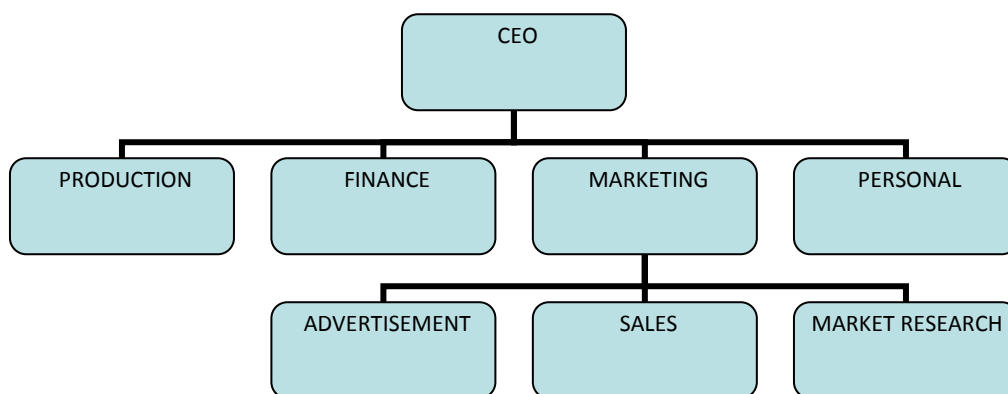 CEO
PRODUCTION
FINANCE
MARKETING
PERSONAL
ADVERTISEMENT
SALES
MARKET RESEARCH